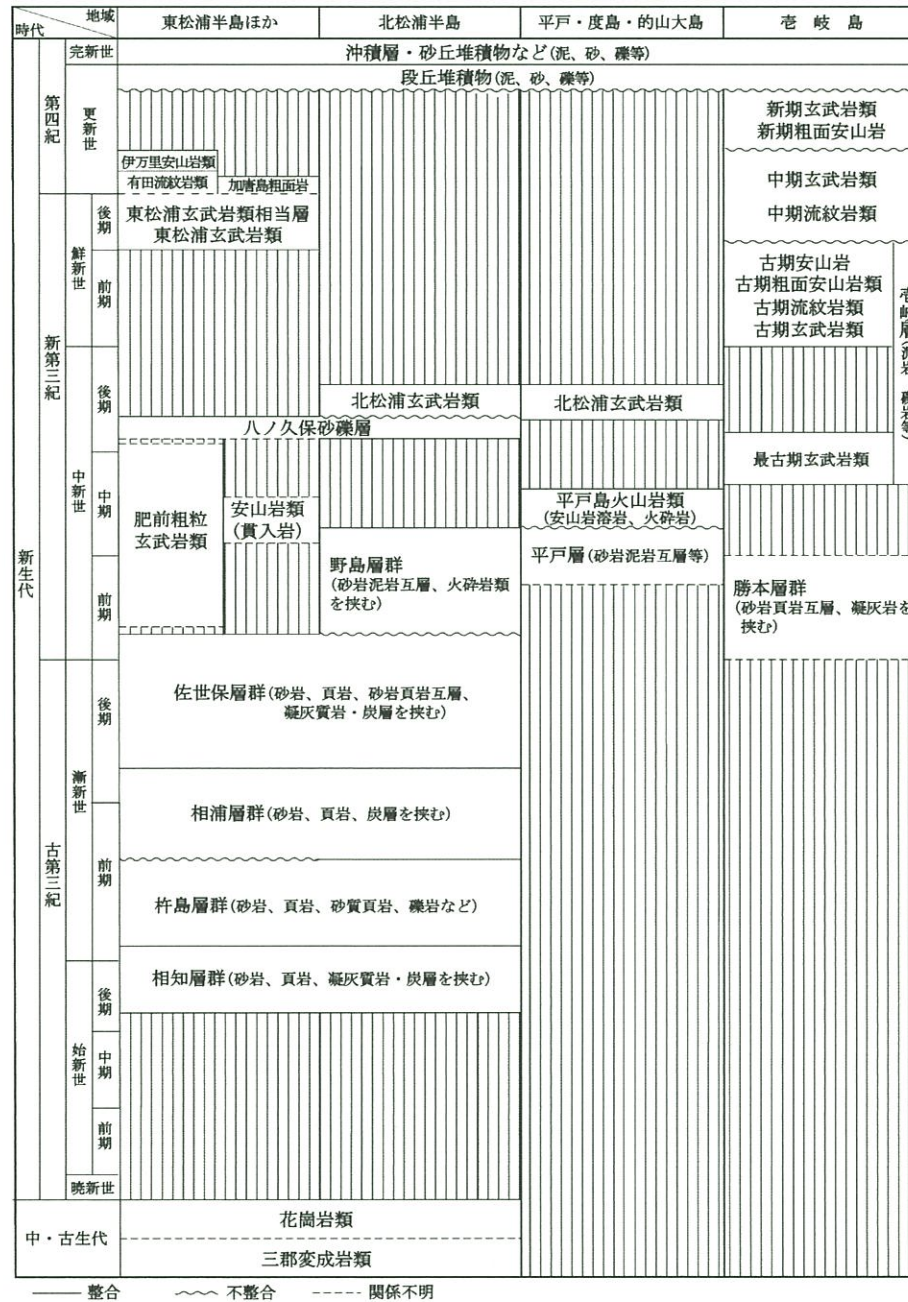 地域
時代
東松浦半島ほか
北松浦半島
平戸・度島・的山大島
壱岐島
新生代
第四紀
完新世
沖積層・砂丘堆積物など(泥、砂、礫等)
更新世
段丘堆積物(泥、砂、礫等)
伊万里安山岩類
有田流紋岩類
加唐島粗面岩
新期玄武岩類
新期粗面安山岩
中期玄武岩類
中期流紋岩類
新第三紀
鮮新世
後期
東松浦玄武岩類相当層
東松浦玄武岩類
前期
古期安山岩
古期粗面安山岩類
古期流紋岩類
古期玄武岩類
壱岐層(泥岩、礫岩等)
中新世
後期
北松浦玄武岩類
北松浦玄武岩類
八ノ久保砂礫層
最古期玄武岩類
中期
肥前粗粒
玄武岩類
安山岩類
(貫入岩)
平戸島火山岩類
(安山岩溶岩、火砕岩)
前期
野島層群
(砂岩泥岩互層、火砕岩類
を挟む)
平戸層(砂岩泥岩互層等)
勝本層群
(砂岩頁岩互層、凝灰岩を
挟む)
古第三紀
漸新世
後期
佐世保層群(砂岩、頁岩、砂岩頁岩互層、
凝灰質岩・炭層を挟む)
相浦層群(砂岩、頁岩、炭層を挟む)
前期
杵島層群(砂岩、頁岩、砂質頁岩、礫岩など)
始新世
後期
相知層群(砂岩、頁岩、凝灰質岩・炭層を挟む)
中期
前期
暁新世
中・古生代
花崗岩類
三郡変成岩類
整合
不整合
関係不明